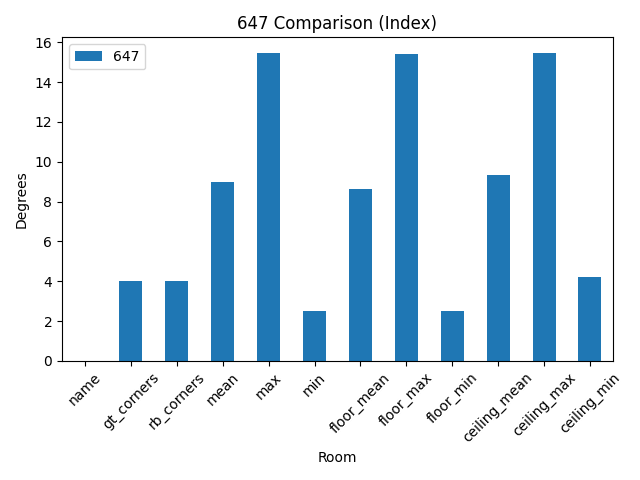 647 Comparison (Index)
647
16
14
12
10
8
6
4
2
0
Degrees
name
gt_corners
rb_corners
mean
max
min
floor_mean
floor_max
floor_min
ceiling_mean
ceiling_max
ceiling_min
Room